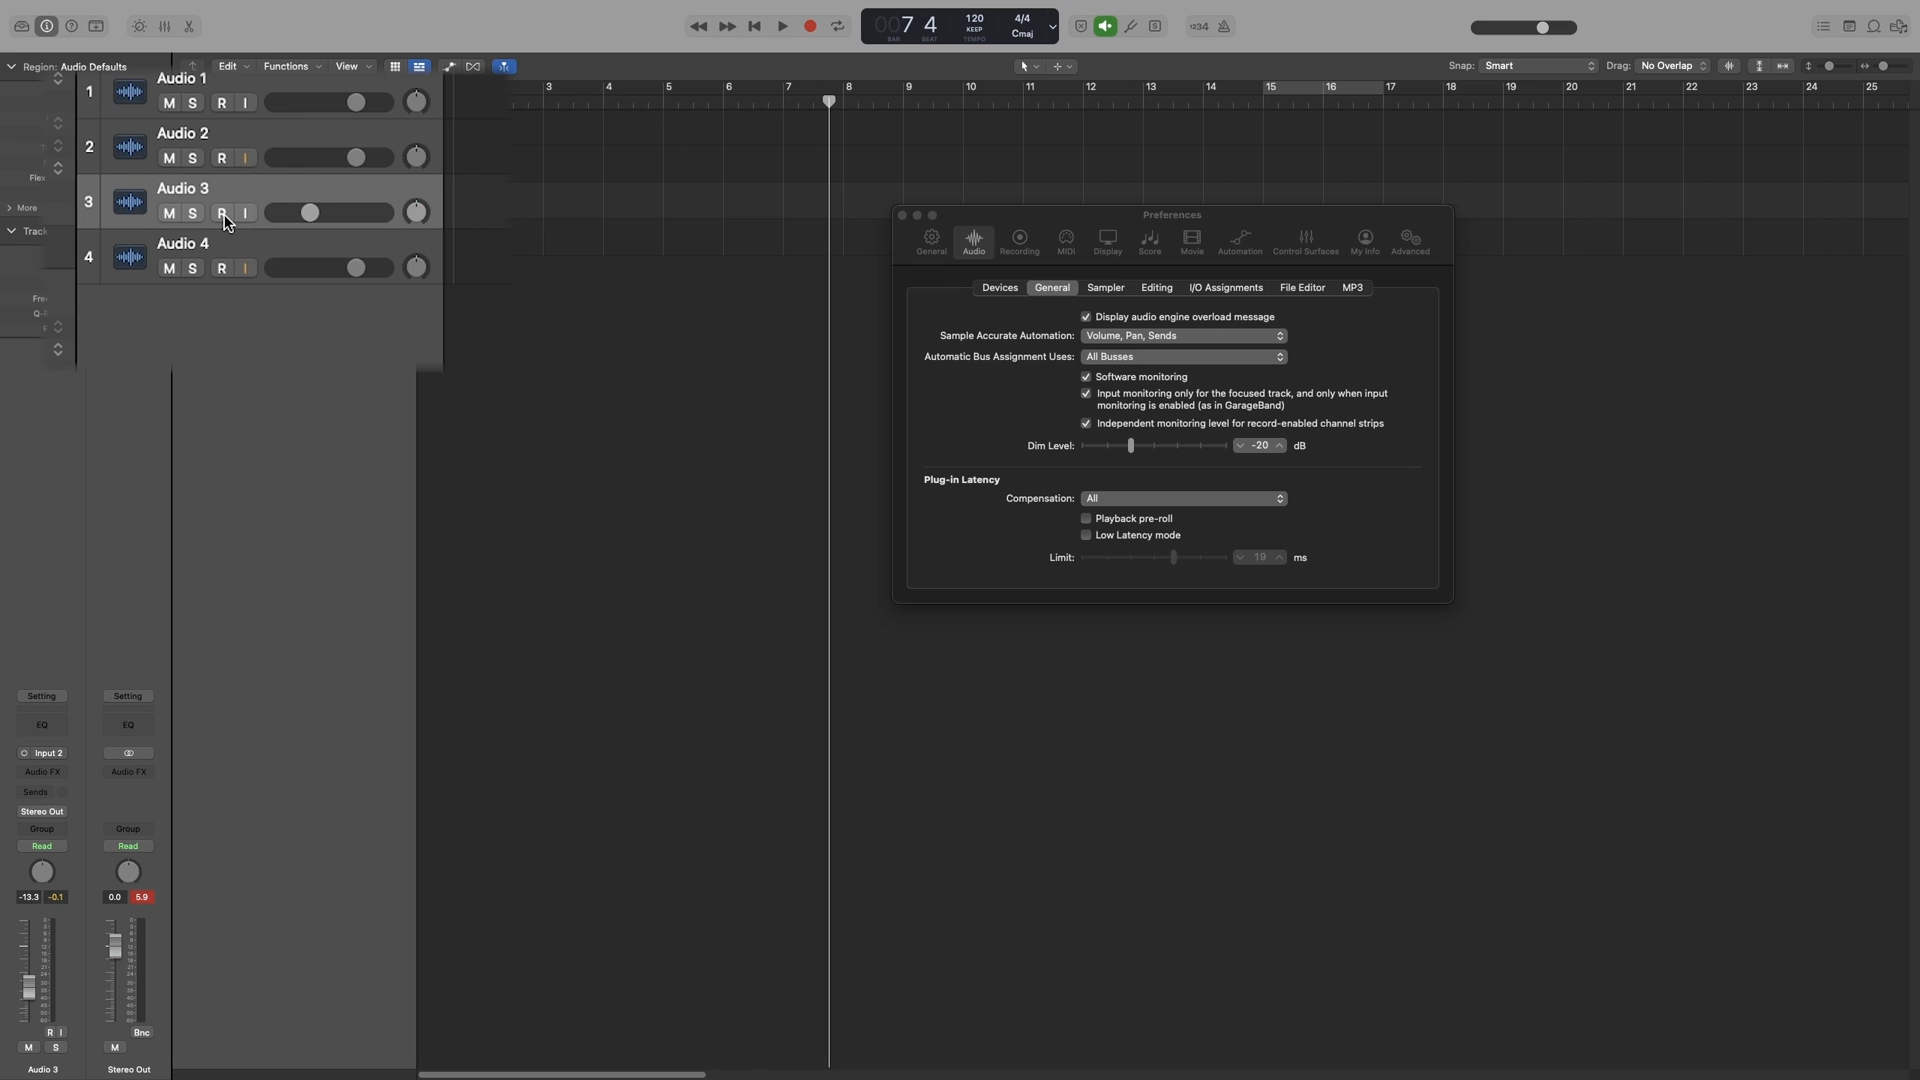 007 4
BAR BEAT
120
KEEP
TEMPO
4/4
Cmaj
1234
Region: Audio Defaults
Edit
Functions
View
Snap: Smart
Drag: No Overlap
3 4 5 6 7 8 9 10 11 12 13 14 15 16 17 18 19 20 21 22 23 24 25
1
Audio 1
M S R I
2
Audio 2
M S R I
3
Audio 3
M S R I
4
Audio 4
M S R I
Flex
More
Track
Q-
Preferences
General Audio Recording MIDI Display Score Movie Automation Control Surfaces My Info Advanced
Devices General Sampler Editing I/O Assignments File Editor MP3
Display audio engine overload message
Sample Accurate Automation: Volume, Pan, Sends
Automatic Bus Assignment Uses: All Busses
Software monitoring
Input monitoring only for the focused track, and only when input
monitoring is enabled (as in GarageBand)
Independent monitoring level for record-enabled channel strips
Dim Level: -20 dB
Plug-in Latency
Compensation: All
Playback pre-roll
Low Latency mode
Limit: 19 ms
Setting Setting
EQ EQ
Input 2
Audio FX Audio FX
Sends
Stereo Out
Group Group
Read Read
-13.3 -0.1 0.0 5.9
R I Bnc
M S M
Audio 3 Stereo Out